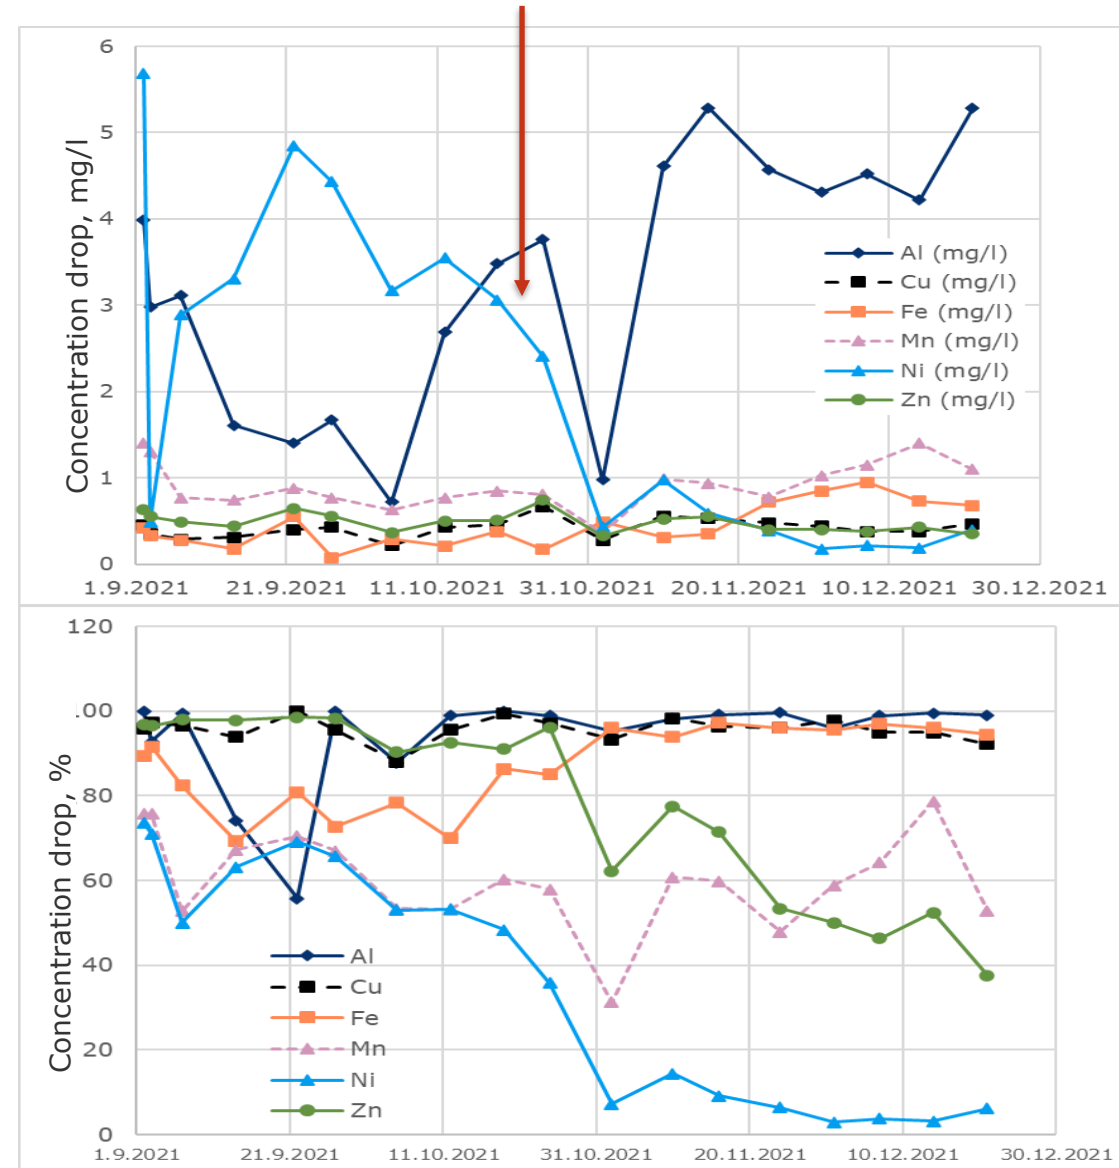 Concentration drop, mg/l
6
5
4
3
2
1
0
Al (mg/l)
Cu (mg/l)
Fe (mg/l)
Mn (mg/l)
Ni (mg/l)
Zn (mg/l)
1.9.2021 21.9.2021 11.10.2021 31.10.2021 20.11.2021 10.12.2021 30.12.2021
Concentration drop, %
120
100
80
60
40
20
0
Al
Cu
Fe
Mn
Ni
Zn
1.9.2021 21.9.2021 11.10.2021 31.10.2021 20.11.2021 10.12.2021 30.12.2021